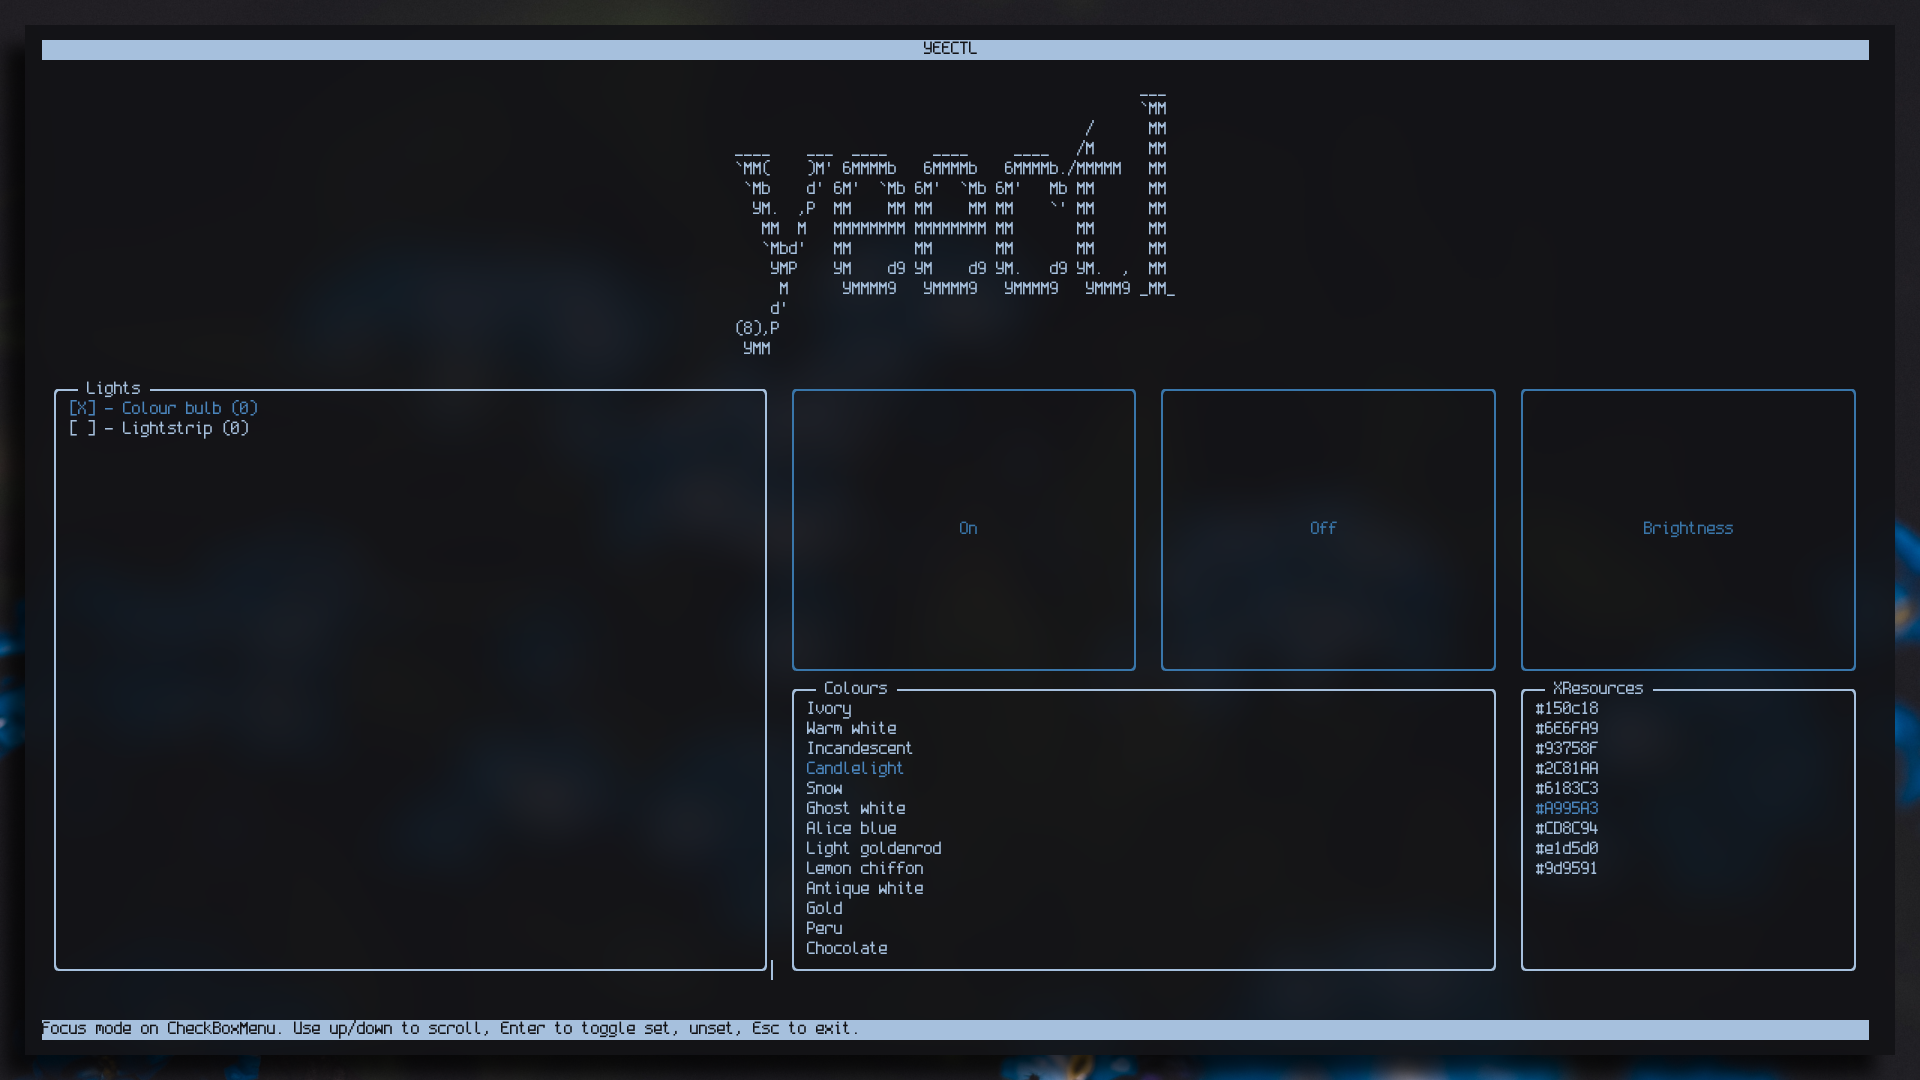 YEECTL
yeectl
Lights
[X] - Colour bulb (0)
[ ] - Lightstrip (0)
On
Off
Brightness
Colours
Ivory
Warm white
Incandescent
Candlelight
Snow
Ghost white
Alice blue
Light goldenrod
Lemon chiffon
Antique white
Gold
Peru
Chocolate
XResources
#150c18
#6E6FA9
#93758F
#2C81AA
#6183C3
#A995A3
#CD8C94
#e1d5d0
#9d9591
Focus mode on CheckBoxMenu. Use up/down to scroll, Enter to toggle set, unset, Esc to exit.